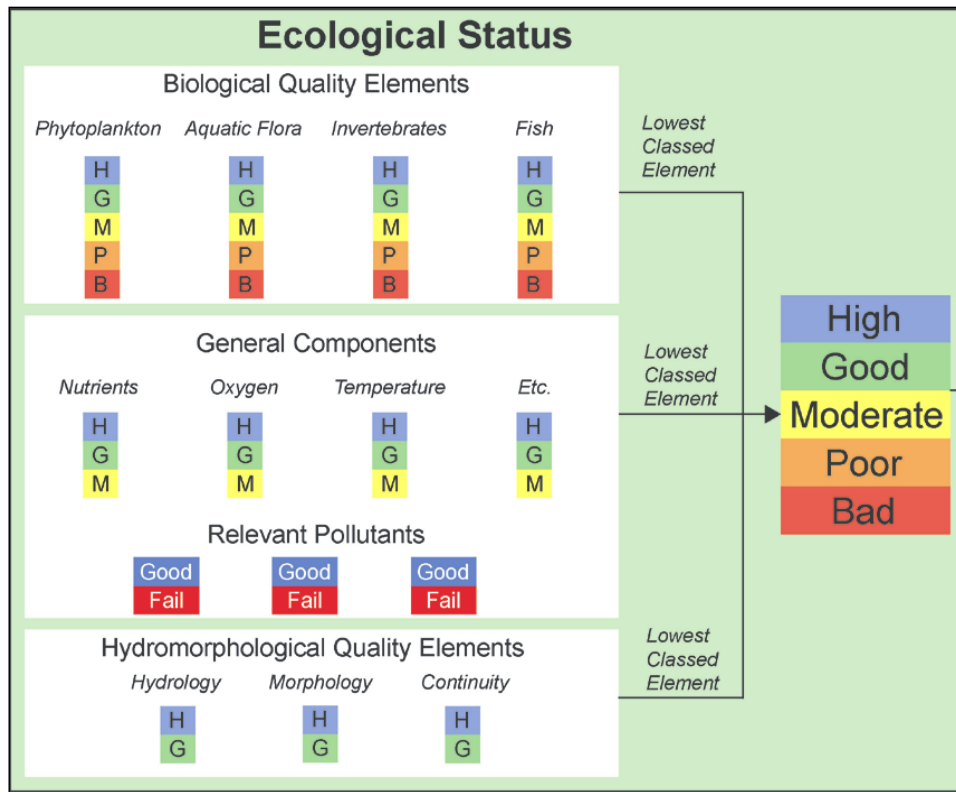 Ecological Status
Biological Quality Elements
Phytoplankton Aquatic Flora Invertebrates Fish
H H H H
G G G G
M M M M
P P P P
B B B B
Lowest
Classed
Element
General Components
Nutrients Oxygen Temperature Etc.
H H H H
G G G G
M M M M
Lowest
Classed
Element
Relevant Pollutants
Good Good Good
Fail Fail Fail
Hydromorphological Quality Elements
Hydrology Morphology Continuity
H H H
G G G
Lowest
Classed
Element
High
Good
Moderate
Poor
Bad